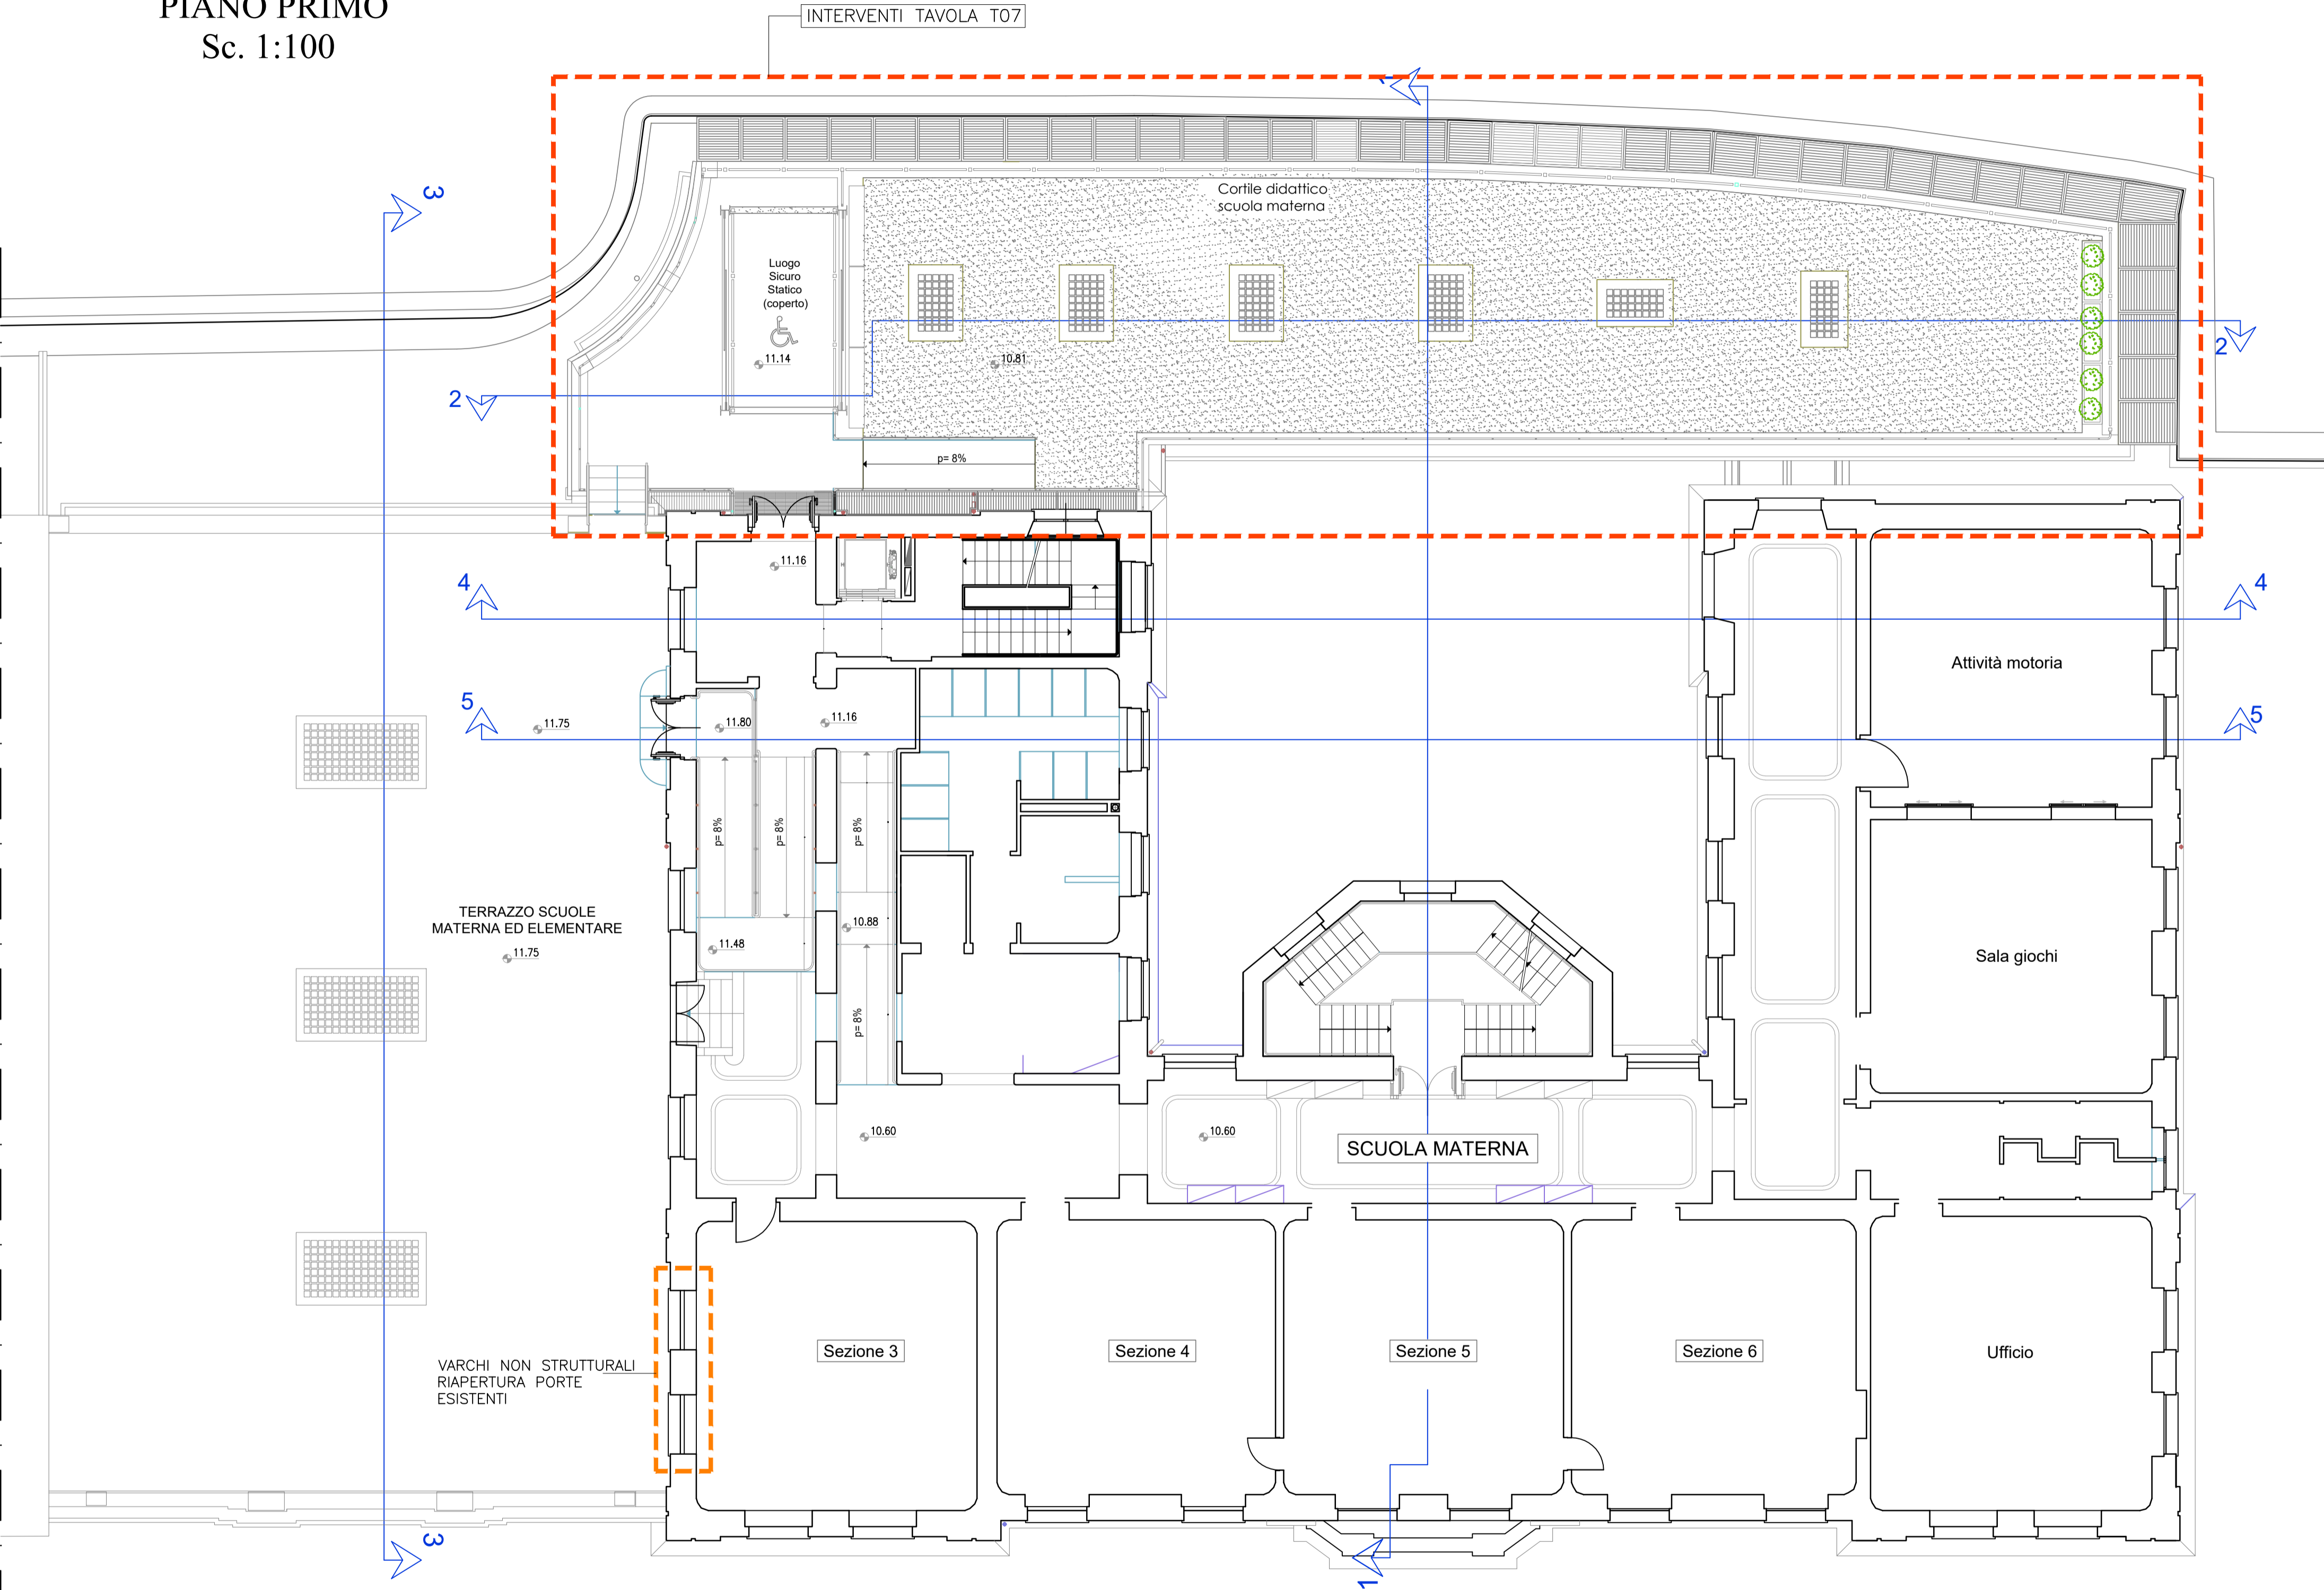 PIANO PRIMO
Sc. 1:100
INTERVENTI TAVOLA T07
1
3
Cortile didattico
scuola materna
Luogo
Sicuro
Statico
(coperto)
11.14
10.81
2
2
p= 8%
11.16
4
4
Attività motoria
5
5
11.75
11.80
11.16
p= 8%
p= 8%
p= 8%
TERRAZZO SCUOLE
MATERNA ED ELEMENTARE
11.75
10.88
11.48
Sala giochi
p= 8%
10.60
10.60
SCUOLA MATERNA
Sezione 3
Sezione 4
Sezione 5
Sezione 6
Ufficio
VARCHI NON STRUTTURALI
RIAPERTURA PORTE
ESISTENTI
3
1